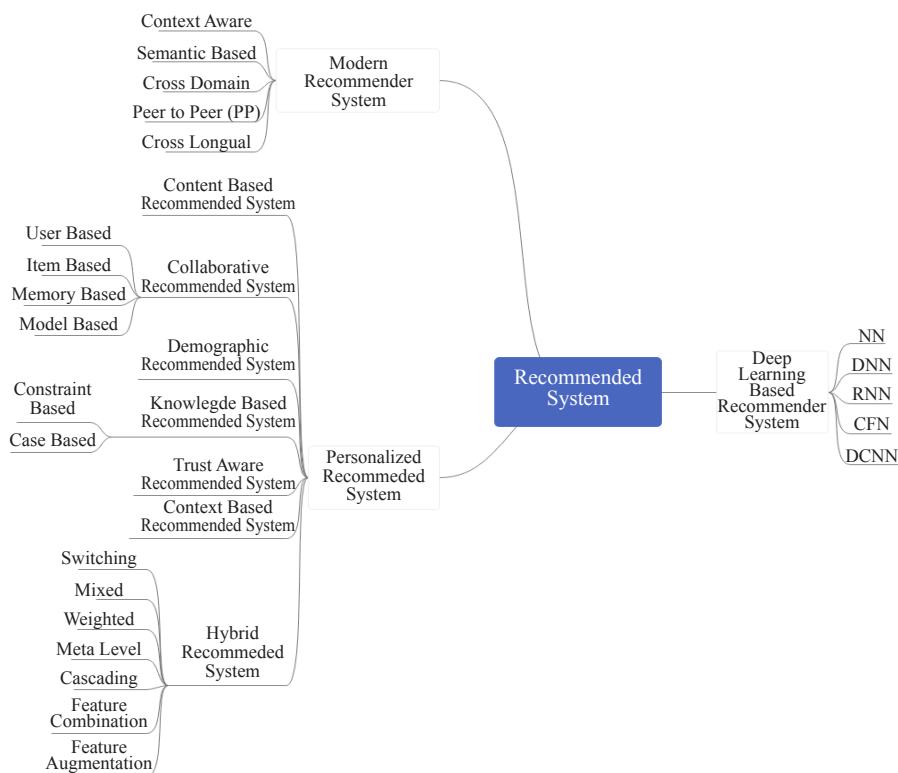 Context Aware
Semantic Based
Cross Domain
Peer to Peer (PP)
Cross Longual
Modern
Recommender
System
Content Based
Recommended System
User Based
Item Based
Memory Based
Model Based
Collaborative
Recommended System
Demographic
Recommended System
Constraint
Based
Case Based
Knowlegde Based
Recommended System
Trust Aware
Recommended System
Context Based
Recommended System
Personalized
Recommeded
System
Switching
Mixed
Weighted
Meta Level
Cascading
Feature
Combination
Feature
Augmentation
Hybrid
Recommeded
System
Recommended
System
Deep
Learning
Based
Recommender
System
NN
DNN
RNN
CFN
DCNN